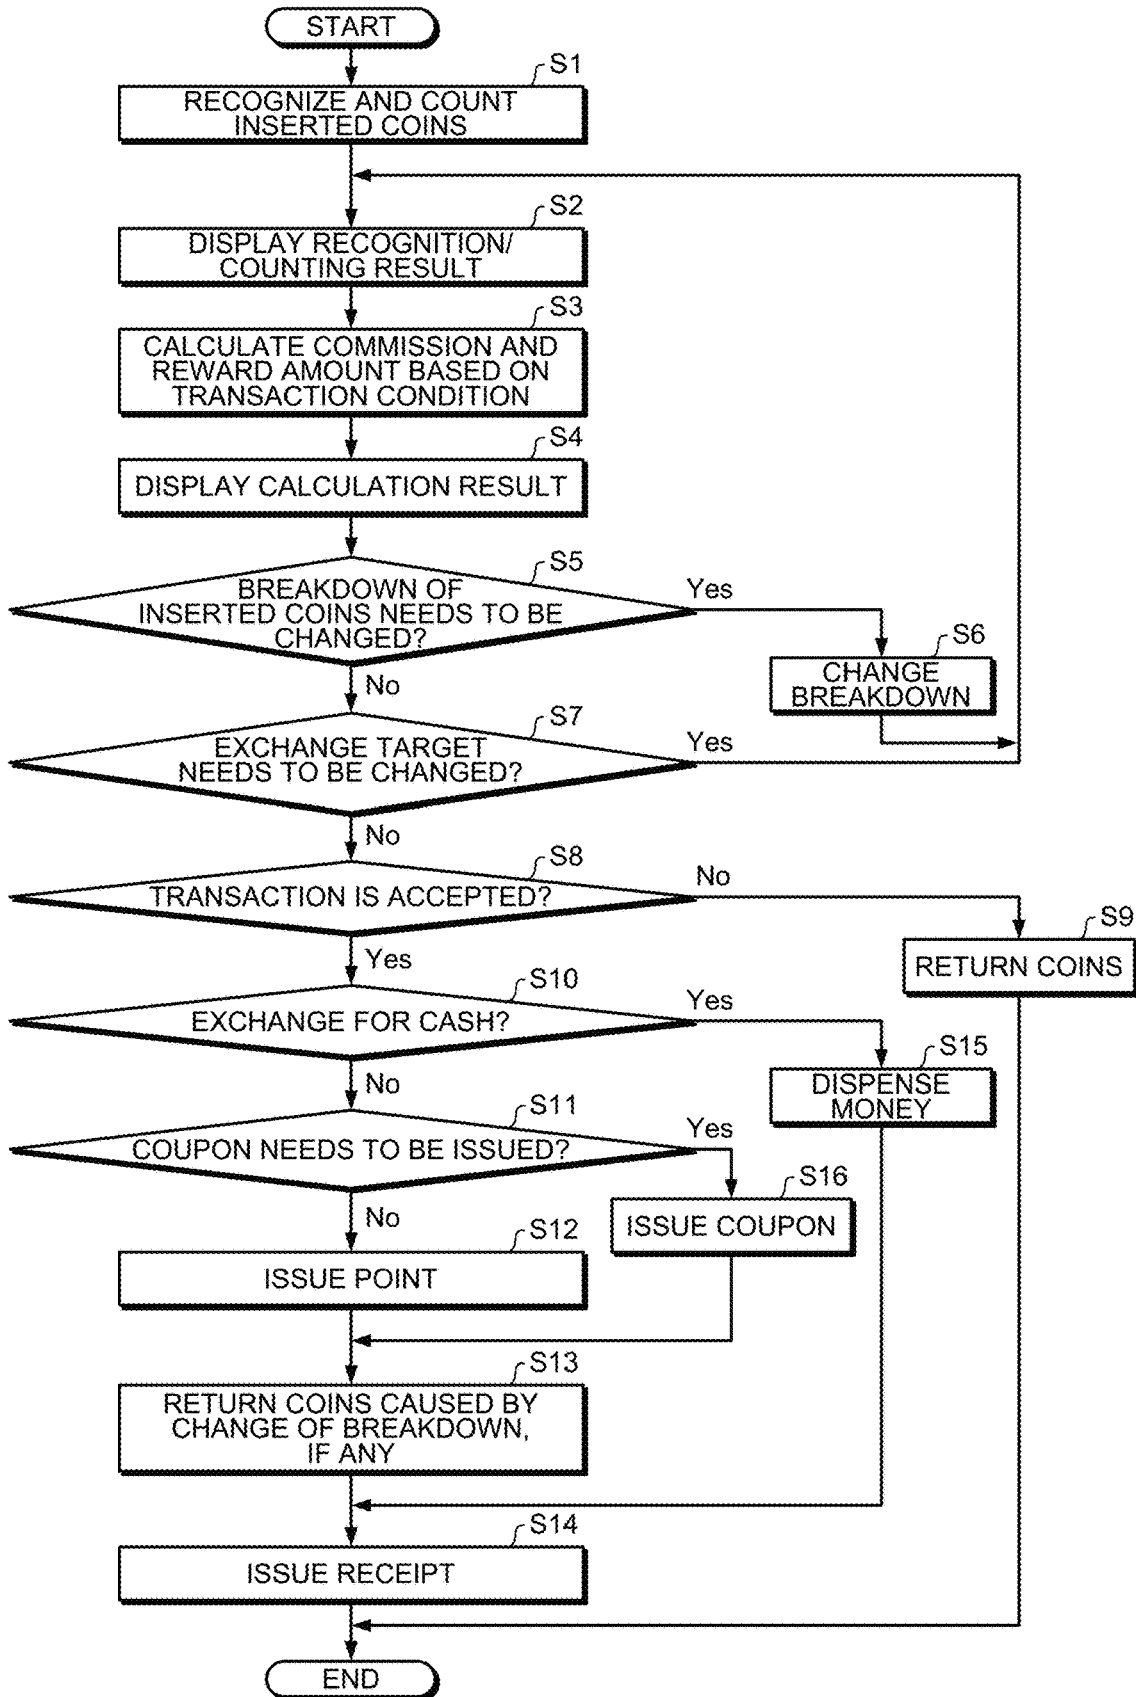 START
S1
RECOGNIZE AND COUNT
INSERTED COINS
S2
DISPLAY RECOGNITION/
COUNTING RESULT
S3
CALCULATE COMMISSION AND
REWARD AMOUNT BASED ON
TRANSACTION CONDITION
S4
DISPLAY CALCULATION RESULT
S5
BREAKDOWN OF
INSERTED COINS NEEDS TO BE
CHANGED?
Yes
No
S6
CHANGE
BREAKDOWN
S7
EXCHANGE TARGET
NEEDS TO BE CHANGED?
Yes
No
S8
TRANSACTION IS ACCEPTED?
No
Yes
S9
RETURN COINS
S10
EXCHANGE FOR CASH?
Yes
No
S15
DISPENSE
MONEY
S11
COUPON NEEDS TO BE ISSUED?
Yes
No
S16
ISSUE COUPON
S12
ISSUE POINT
S13
RETURN COINS CAUSED BY
CHANGE OF BREAKDOWN,
IF ANY
S14
ISSUE RECEIPT
END